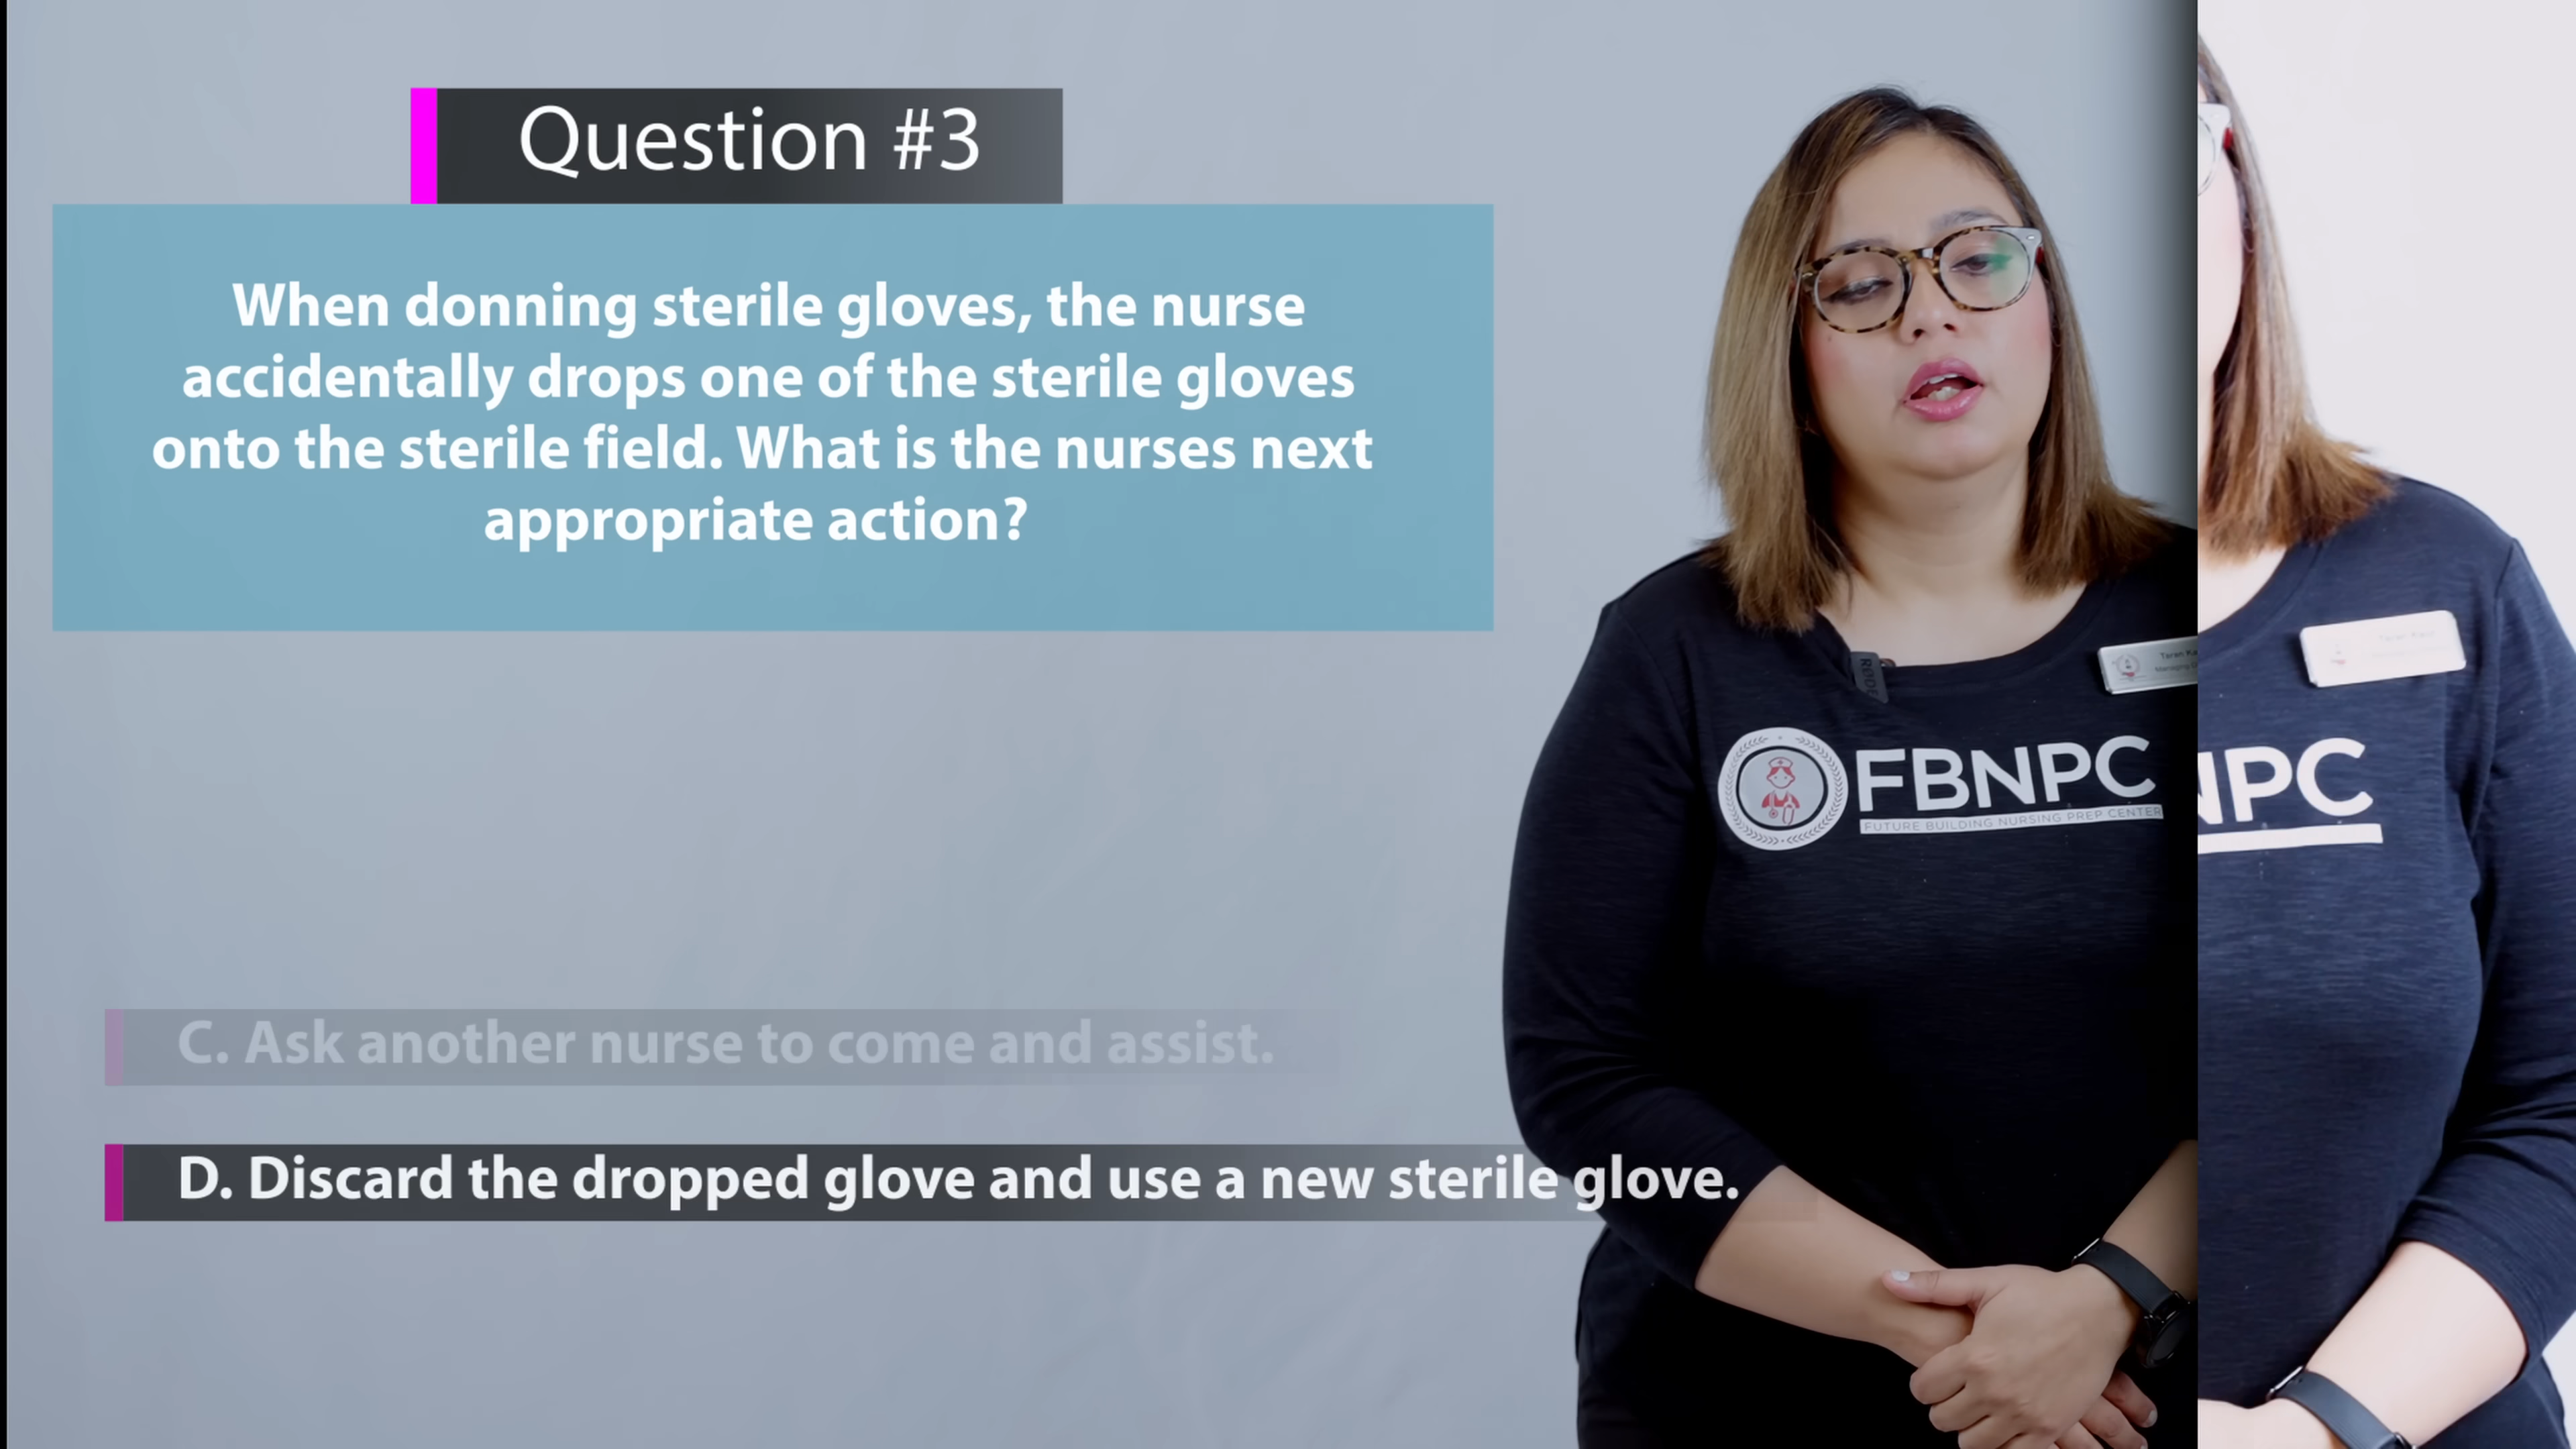 Question #3
When donning sterile gloves, the nurse
accidentally drops one of the sterile gloves
onto the sterile field. What is the nurses next
appropriate action?
C. Ask another nurse to come and assist.
D. Discard the dropped glove and use a new sterile glove.
RØDE
Taran
FBNPC
FUTURE BUILDING NURSING PREP CENTER
NPC